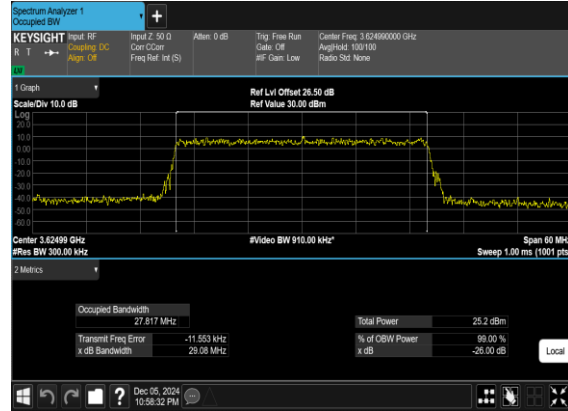 Spectrum Analyzer 1
Occupied BW
KEYSIGHT Input: RF Input Z: 50 Ω Atten: 0 dB Trig: Free Run Center Freq: 3.624990000 GHz
R T Coupling: DC Corr CCorr Gate: Off Avg|Hold: 100/100
Align: Off Freq Ref: Int (S) #IF Gain: Low Radio Std: None
LM
1 Graph
Ref Lvl Offset 26.50 dB
Scale/Div 10.0 dB Ref Value 30.00 dBm
Log
20.0
10.0
0.00
-10.0
-20.0
-30.0
-40.0
-50.0
-60.0
Center 3.62499 GHz #Video BW 910.00 kHz* Span 60 MHz
#Res BW 300.00 kHz Sweep 1.00 ms (1001 pts)
2 Metrics
Occupied Bandwidth
27.817 MHz Total Power 25.2 dBm
Transmit Freq Error -11.553 kHz % of OBW Power 99.00 %
x dB Bandwidth 29.08 MHz x dB -26.00 dB
Local
? Dec 05, 2024
10:58:32 PM